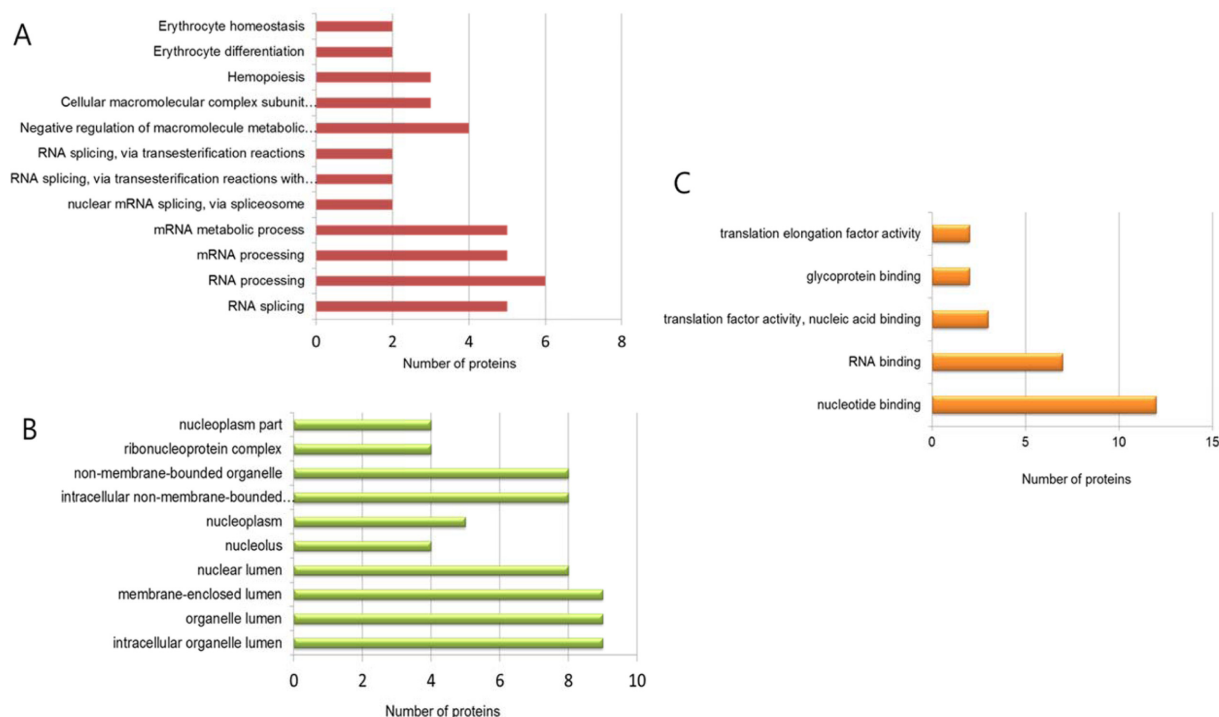 A
Erythrocyte homeostasis
Erythrocyte differentiation
Hemopoiesis
Cellular macromolecular complex subunit…
Negative regulation of macromolecule metabolic…
RNA splicing, via transesterification reactions
RNA splicing, via transesterification reactions with…
nuclear mRNA splicing, via spliceosome
mRNA metabolic process
mRNA processing
RNA processing
RNA splicing
0 2 4 6 8
Number of proteins
B
nucleoplasm part
ribonucleoprotein complex
non-membrane-bounded organelle
intracellular non-membrane-bounded…
nucleoplasm
nucleolus
nuclear lumen
membrane-enclosed lumen
organelle lumen
intracellular organelle lumen
0 2 4 6 8 10
Number of proteins
C
translation elongation factor activity
glycoprotein binding
translation factor activity, nucleic acid binding
RNA binding
nucleotide binding
0 5 10 15
Number of proteins